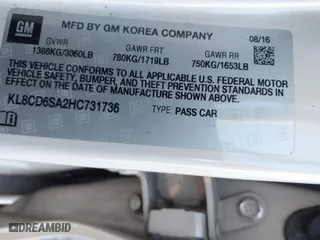 GM
MFD BY GM KOREA COMPANY
08/16
GVWR GAWR FRT GAWR RR
1388KG/3060LB 780KG/1719LB 750KG/1653LB
THIS VEHICLE CONFORMS TO ALL APPLICABLE
U.S. FEDERAL MOTOR VEHICLE SAFETY, BUMPER, AND THEFT
PREVENTION STANDARDS IN EFFECT ON THE DATE OF
MANUFACTURE SHOWN ABOVE.
KL8CD6SA2HC731736 TYPE: PASS CAR
DREAMBID